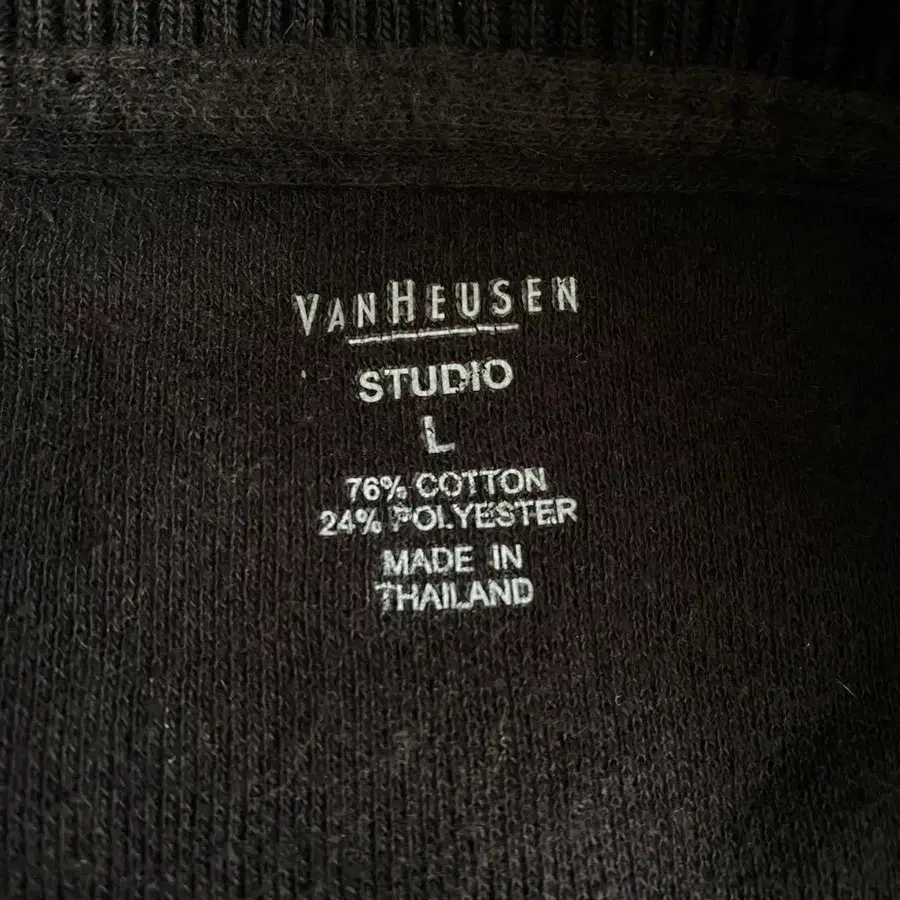 VANHEUSEN
STUDIO
L
76% COTTON
24% POLYESTER
MADE IN
THAILAND